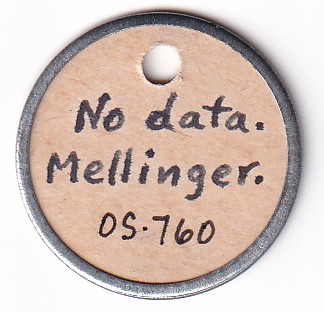 No data.
Mellinger.
OS.760